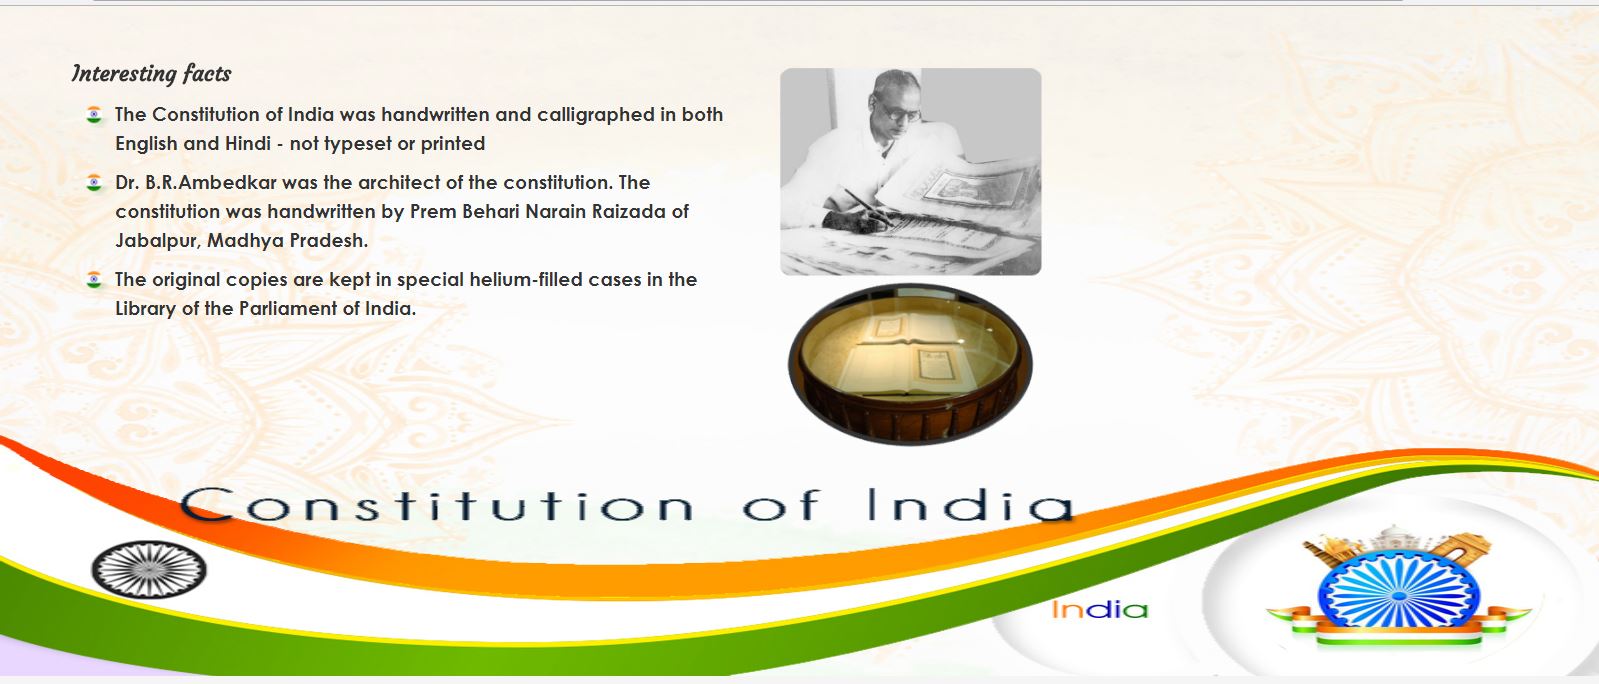 Interesting facts
The Constitution of India was handwritten and calligraphed in both
English and Hindi - not typeset or printed
Dr. B.R.Ambedkar was the architect of the constitution. The
constitution was handwritten by Prem Behari Narain Raizada of
Jabalpur, Madhya Pradesh.
The original copies are kept in special helium-filled cases in the
Library of the Parliament of India.
Constitution of India
India